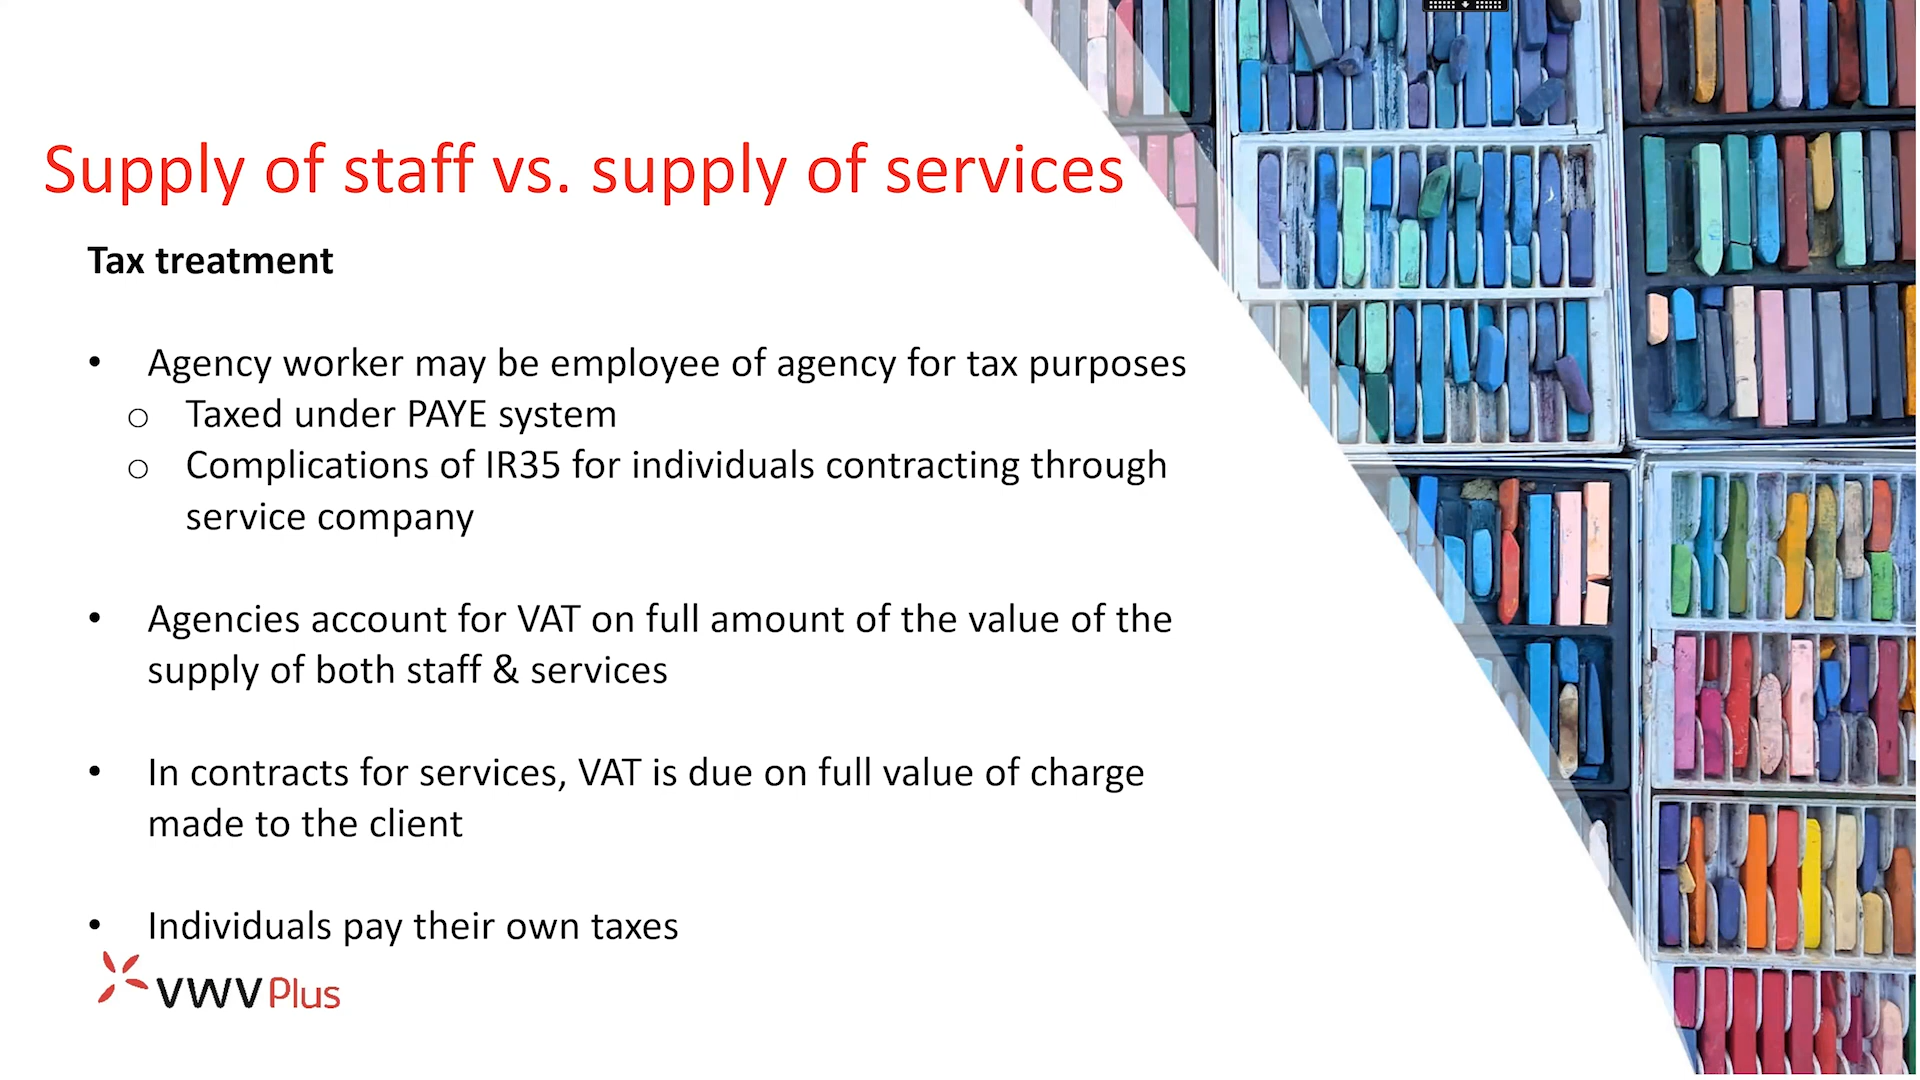 Supply of staff vs. supply of services
Tax treatment
• Agency worker may be employee of agency for tax purposes
o Taxed under PAYE system
o Complications of IR35 for individuals contracting through
service company
• Agencies account for VAT on full amount of the value of the
supply of both staff & services
• In contracts for services, VAT is due on full value of charge
made to the client
• Individuals pay their own taxes
VWV Plus